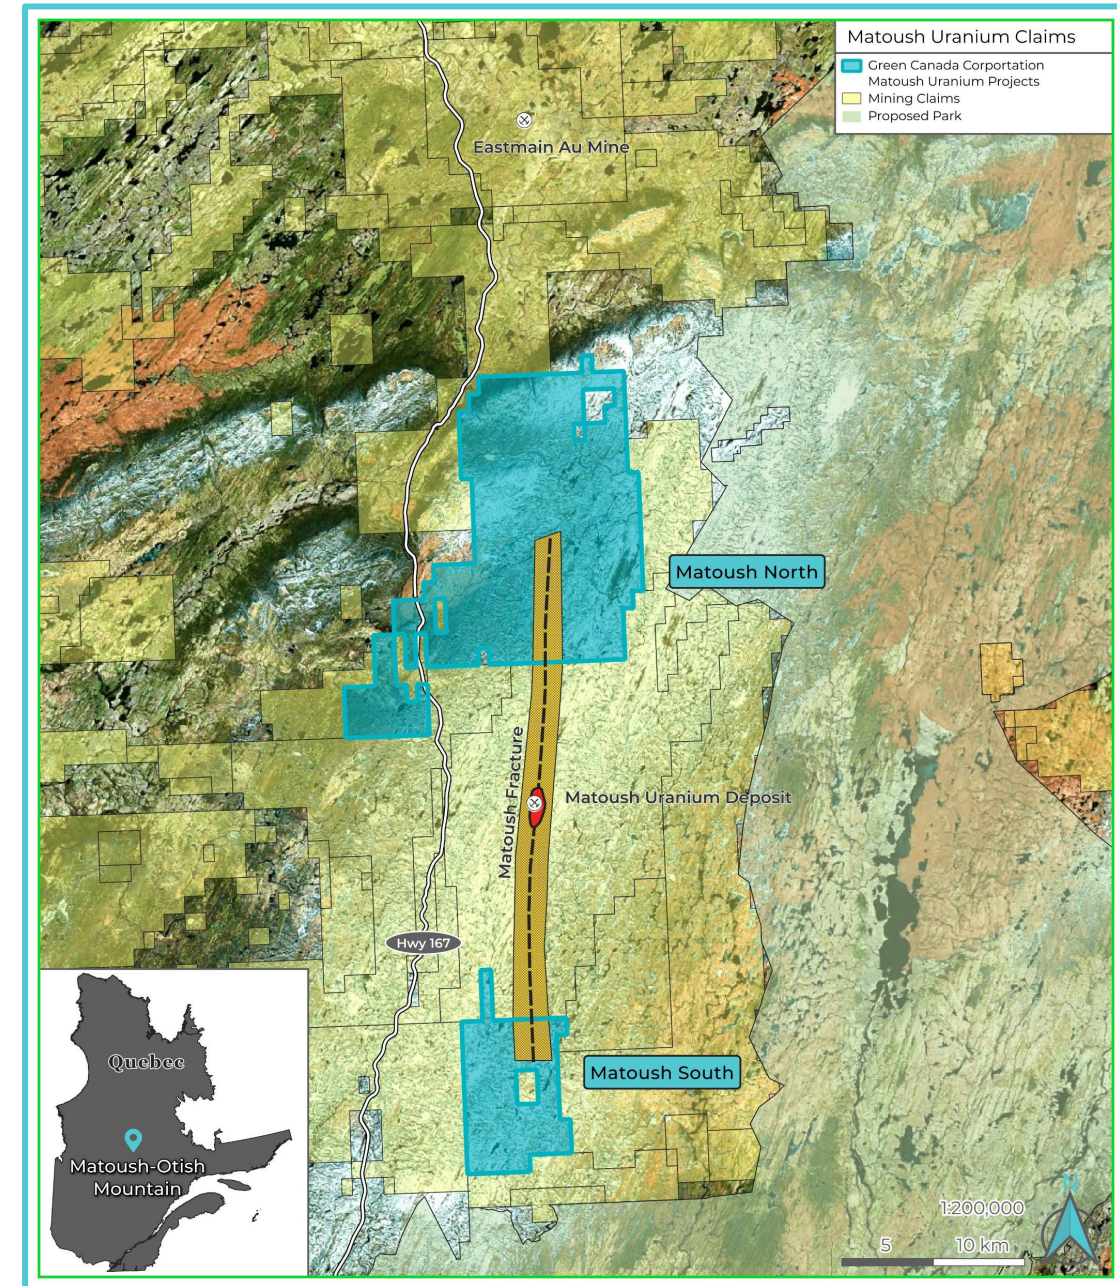 Matoush Uranium Claims
Green Canada Corportation
Matoush Uranium Projects
Mining Claims
Proposed Park
Eastmain Au Mine
Matoush North
Matoush Fracture
Matoush Uranium Deposit
Hwy 167
Matoush South
Quebec
Matoush-Otish
Mountain
N
1:200,000
5 10 km